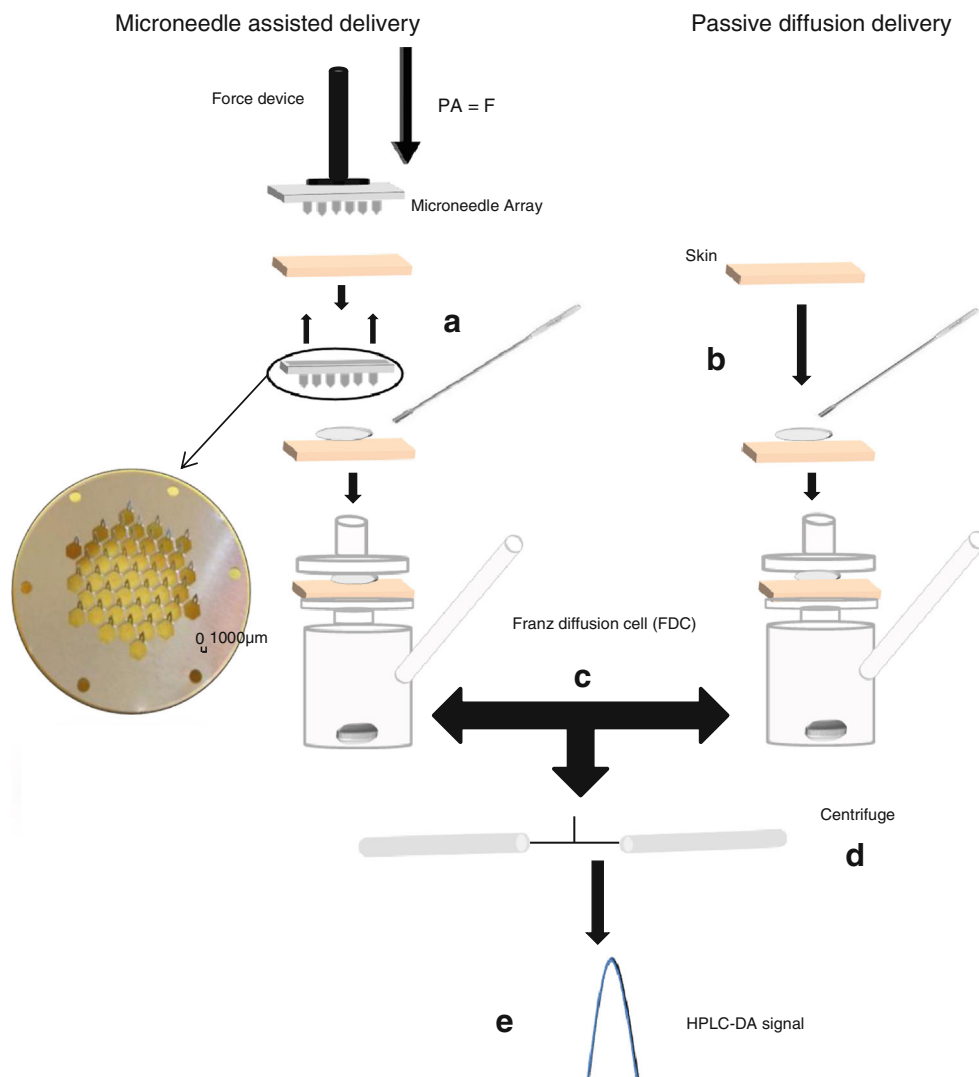 Microneedle assisted delivery
Passive diffusion delivery
Force device
PA = F
Microneedle Array
Skin
a
b
0 1000µm
Franz diffusion cell (FDC)
c
Centrifuge
d
e
HPLC-DA signal